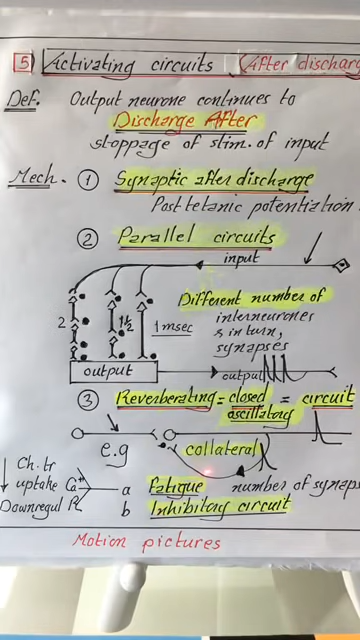 5 Activating circuits (After discharg
Def. Output neurone continues to
Discharge After
stoppage of stim. of input
Mech. 1 Synaptic after discharge
Post tetanic potentiation.
2 Parallel circuits
input
Different number of
interneurones
& in turn,
synapses
2 1½ 1 msec
output output
3 Reverberating = closed = circuit
oscillatory
e.g collateral
↓ Ch. tr
uptake Ca++ a Fatigue number of synaps
Downregul R b Inhibitory circuit
Motion pictures